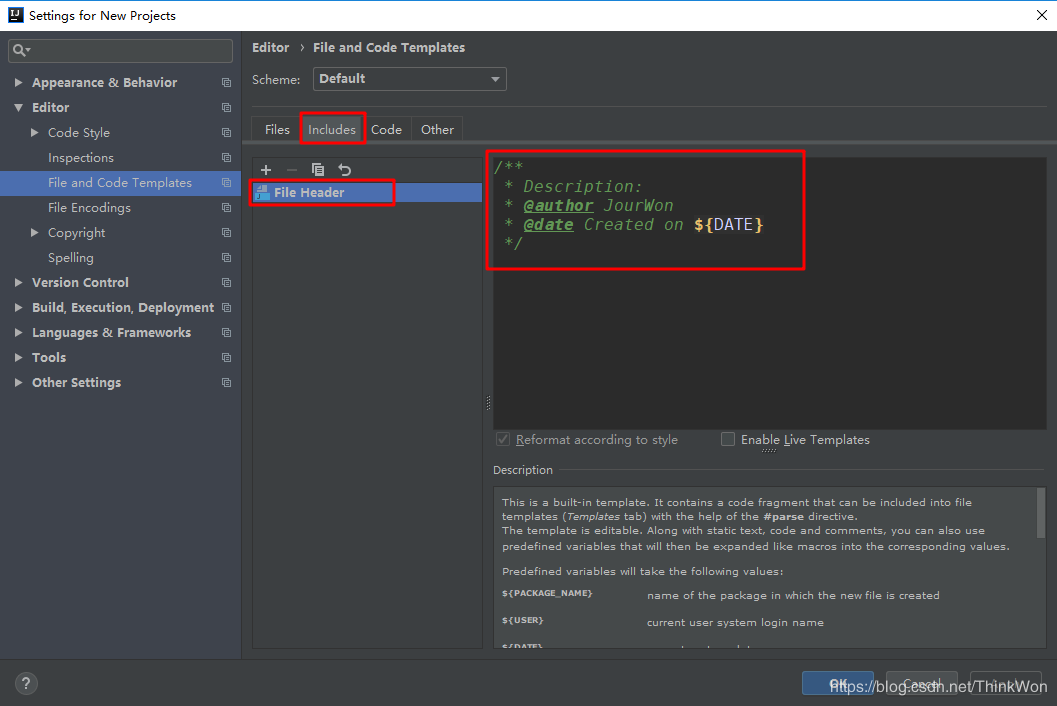 Settings for New Projects
Editor › File and Code Templates
Scheme: Default
Appearance & Behavior
Editor
Code Style
Inspections
File and Code Templates
File Encodings
Copyright
Spelling
Version Control
Build, Execution, Deployment
Languages & Frameworks
Tools
Other Settings
Files Includes Code Other
File Header
/**
* Description:
* @author JourWon
* @date Created on ${DATE}
*/
Reformat according to style Enable Live Templates
Description
This is a built-in template. It contains a code fragment that can be included into file
templates (Templates tab) with the help of the #parse directive.
The template is editable. Along with static text, code and comments, you can also use
predefined variables that will then be expanded like macros into the corresponding values.
Predefined variables will take the following values:
${PACKAGE_NAME} name of the package in which the new file is created
${USER} current user system login name
${DATE}
? OK Cancel
https://blog.csdn.net/ThinkWon